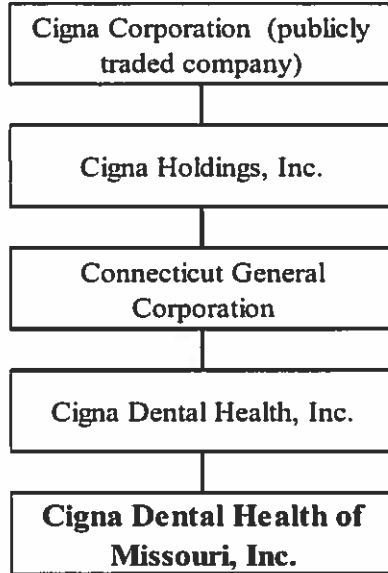 Cigna Corporation (publicly
traded company)
Cigna Holdings, Inc.
Connecticut General
Corporation
Cigna Dental Health, Inc.
Cigna Dental Health of
Missouri, Inc.